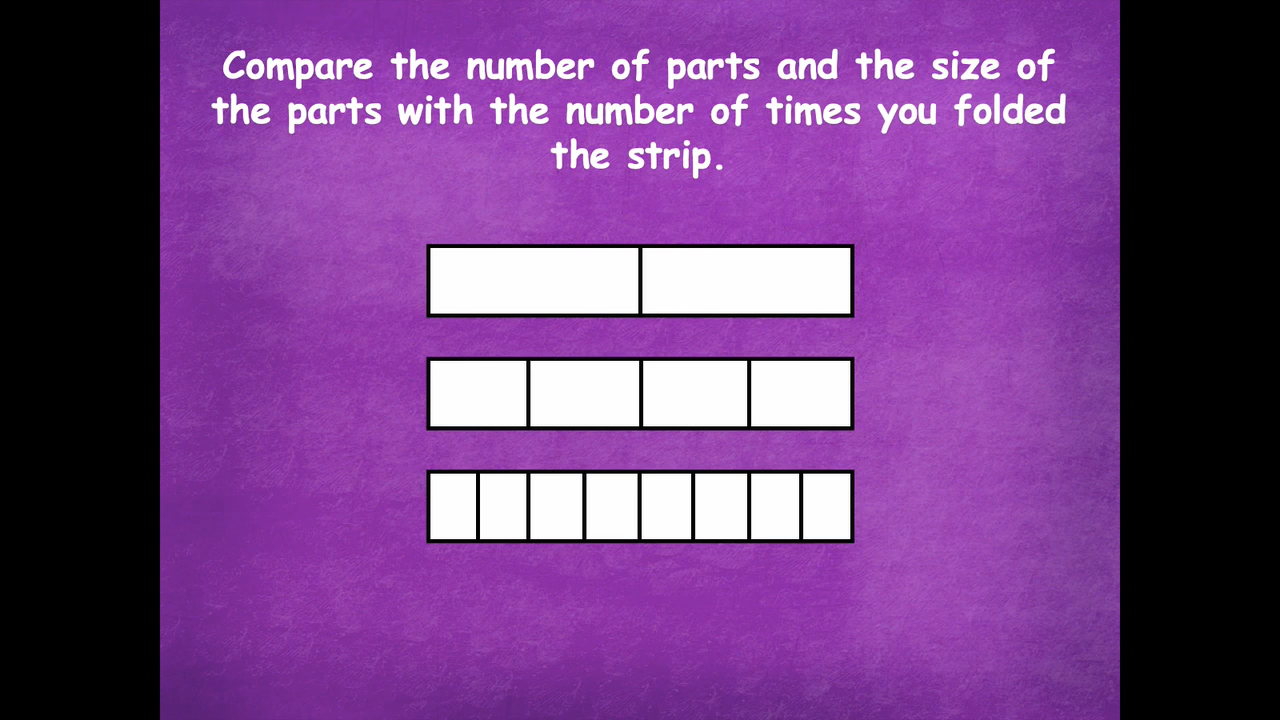 Compare the number of parts and the size of
the parts with the number of times you folded
the strip.